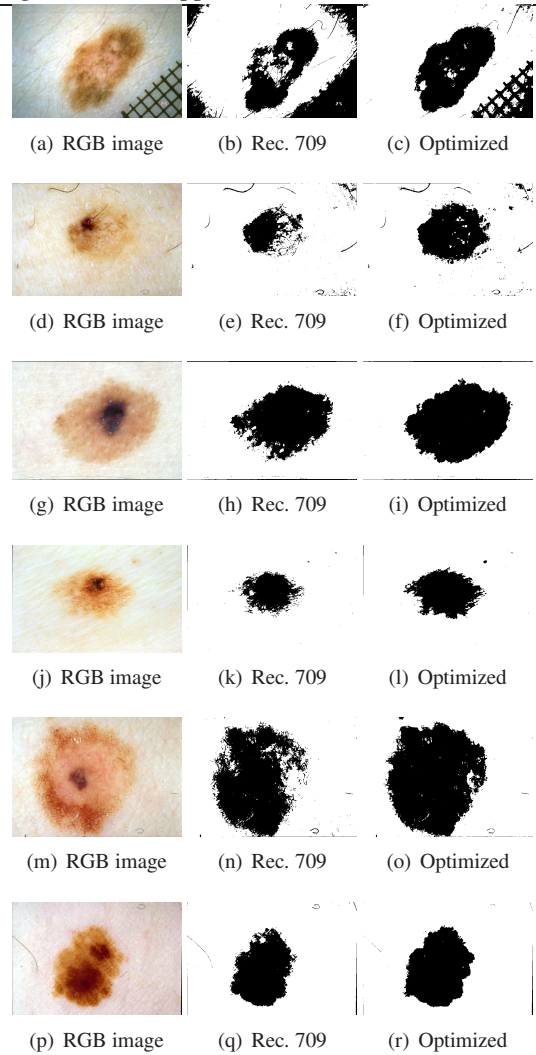 (a) RGB image (b) Rec. 709 (c) Optimized
(d) RGB image (e) Rec. 709 (f) Optimized
(g) RGB image (h) Rec. 709 (i) Optimized
(j) RGB image (k) Rec. 709 (l) Optimized
(m) RGB image (n) Rec. 709 (o) Optimized
(p) RGB image (q) Rec. 709 (r) Optimized